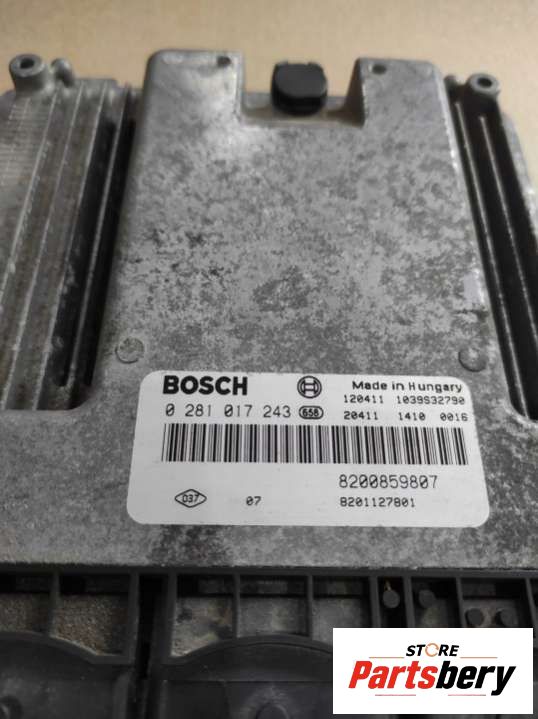 BOSCH Made in Hungary
120411 1039S32790
0 281 017 243 658 20411 1410 0016
8200859807
D37 07 8201127801
STORE
Partsbery